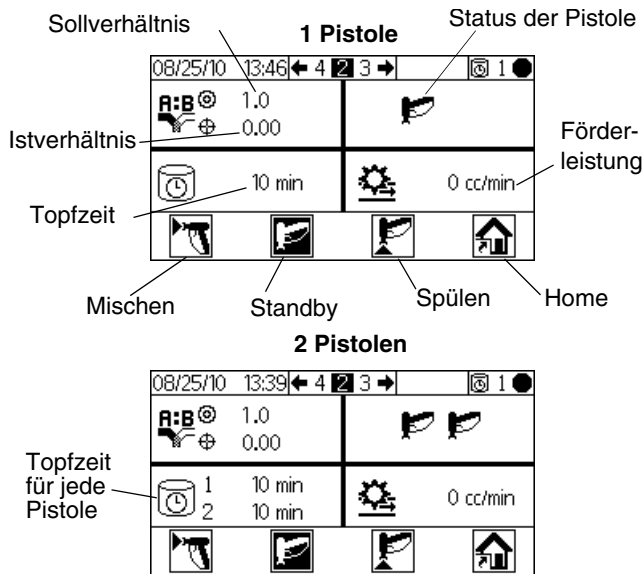 Sollverhältnis
Status der Pistole
1 Pistole
08/25/10 13:46 4 2 3 1
A:B 1.0
Istverhältnis
0.00
Förder-
leistung
10 min
0 cc/min
Topfzeit
Mischen
Standby
Spülen
Home
2 Pistolen
08/25/10 13:39 4 2 3 1
A:B 1.0
0.00
Topfzeit
für jede
Pistole
1 10 min
2 10 min
0 cc/min